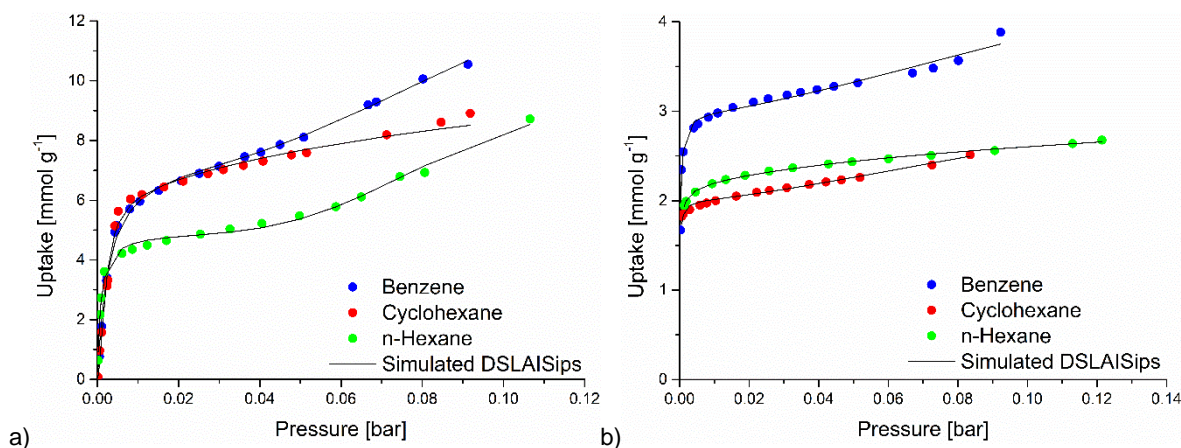 12
10
8
6
4
2
0
Uptake [mmol g⁻¹]
Benzene
Cyclohexane
n-Hexane
Simulated DSLAISips
0.00 0.02 0.04 0.06 0.08 0.10 0.12
Pressure [bar]
a)
4
3
2
1
0
Uptake [mmol g⁻¹]
Benzene
Cyclohexane
n-Hexane
Simulated DSLAISips
0.00 0.02 0.04 0.06 0.08 0.10 0.12 0.14
Pressure [bar]
b)